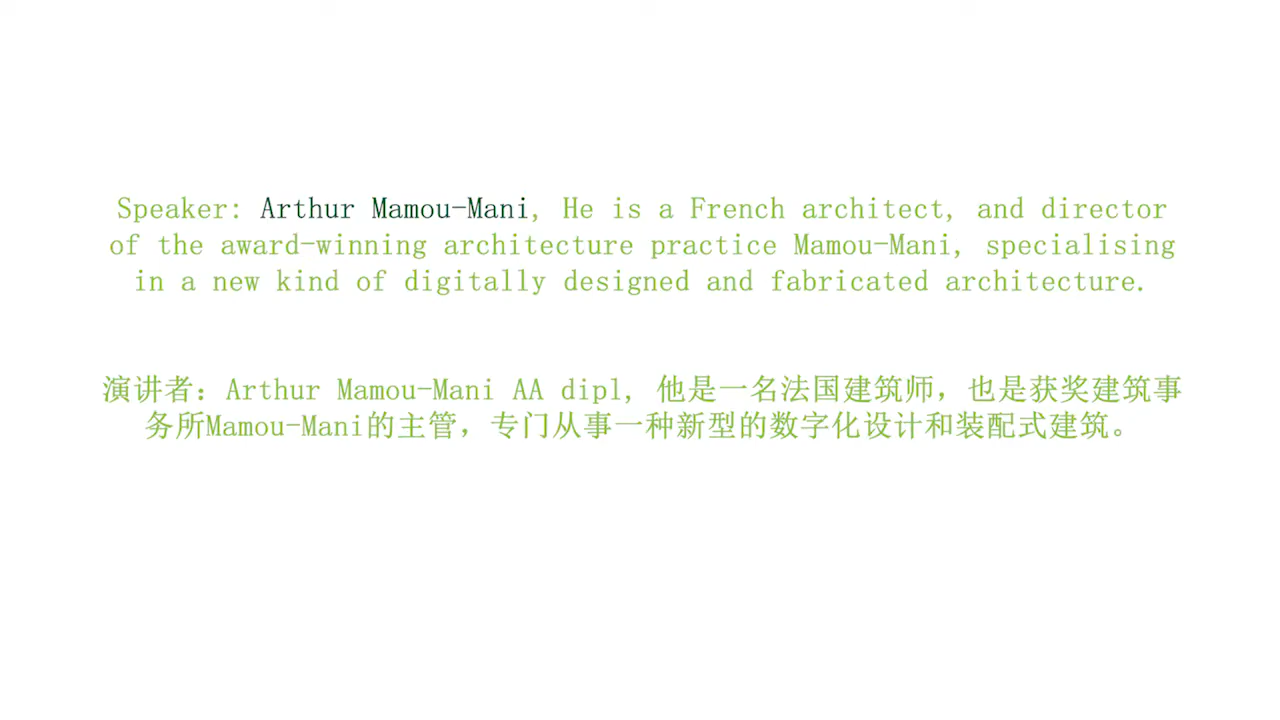 Speaker: Arthur Mamou-Mani, He is a French architect, and director
of the award-winning architecture practice Mamou-Mani, specialising
in a new kind of digitally designed and fabricated architecture.
演讲者：Arthur Mamou-Mani AA dipl, 他是一名法国建筑师，也是获奖建筑事
务所Mamou-Mani的主管，专门从事一种新型的数字化设计和装配式建筑。